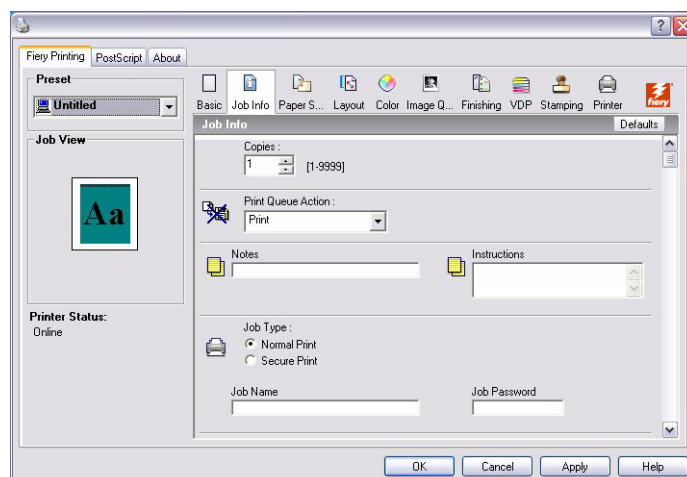 Fiery Printing PostScript About
Preset
Untitled
Job View
Aa
Printer Status:
Online
Basic Job Info Paper S... Layout Color Image Q... Finishing VDP Stamping Printer fiery
Job Info Defaults
Copies :
1 [1-9999]
Print Queue Action :
Print
Notes Instructions
Job Type :
Normal Print
Secure Print
Job Name Job Password
OK Cancel Apply Help